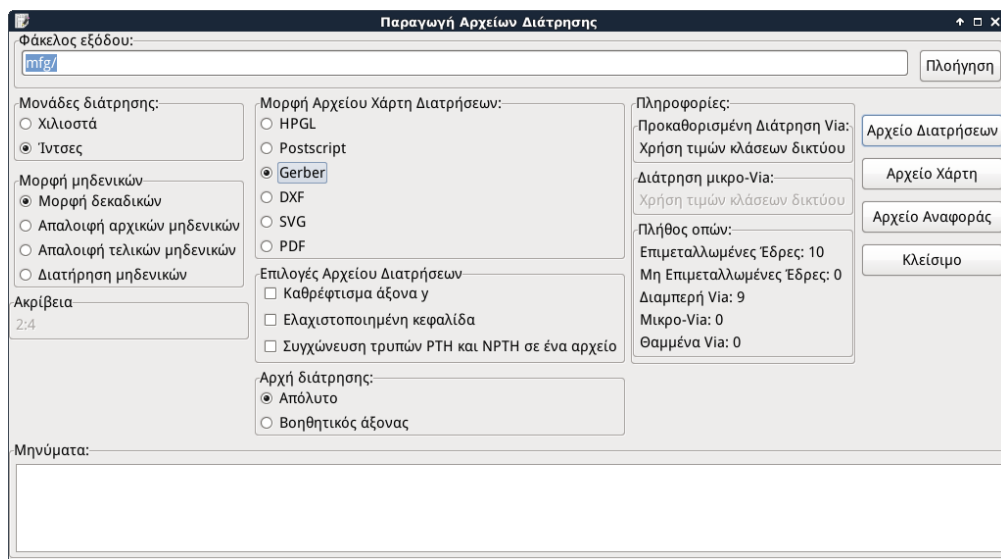 Παραγωγή Αρχείων Διάτρησης
Φάκελος εξόδου:
mfg/
Πλοήγηση
Μονάδες διάτρησης:
Χιλιοστά
Ίντσες
Μορφή μηδενικών
Μορφή δεκαδικών
Απαλοιφή αρχικών μηδενικών
Απαλοιφή τελικών μηδενικών
Διατήρηση μηδενικών
Ακρίβεια
2:4
Μορφή Αρχείου Χάρτη Διατρήσεων:
HPGL
Postscript
Gerber
DXF
SVG
PDF
Επιλογές Αρχείου Διατρήσεων
Καθρέφτισμα άξονα y
Ελαχιστοποιημένη κεφαλίδα
Συγχώνευση τρυπών PTH και NPTH σε ένα αρχείο
Αρχή διάτρησης:
Απόλυτο
Βοηθητικός άξονας
Πληροφορίες:
Προκαθορισμένη Διάτρηση Via:
Χρήση τιμών κλάσεων δικτύου
Διάτρηση μικρο-Via:
Χρήση τιμών κλάσεων δικτύου
Πλήθος οπών:
Επιμεταλλωμένες Έδρες: 10
Μη Επιμεταλλωμένες Έδρες: 0
Διαμπερή Via: 9
Μικρο-Via: 0
Θαμμένα Via: 0
Αρχείο Διατρήσεων
Αρχείο Χάρτη
Αρχείο Αναφοράς
Κλείσιμο
Μηνύματα: